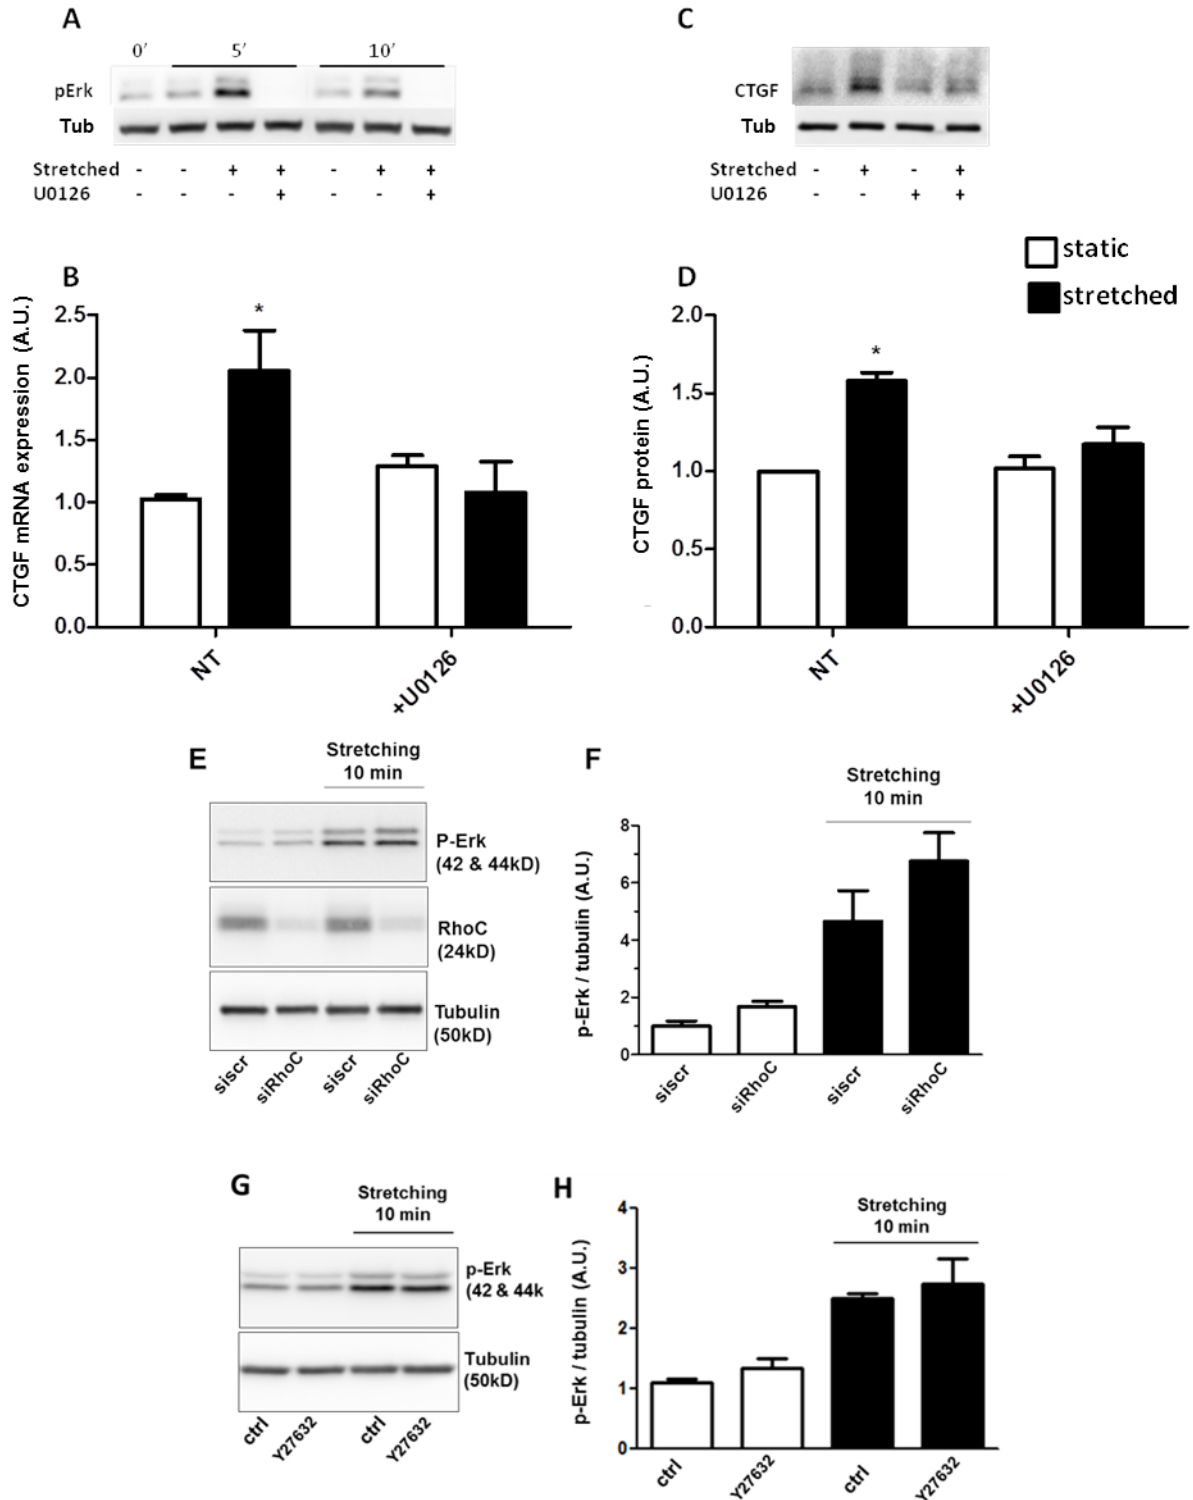 A
0' 5' 10'
pErk
Tub
Stretched - - + + - + +
U0126 - - - + - - +
C
CTGF
Tub
Stretched - + - +
U0126 - - + +
static
stretched
B
CTGF mRNA expression (A.U.)
2.5
2.0
1.5
1.0
0.5
0.0
*
NT
+U0126
D
CTGF protein (A.U.)
2.0
1.5
1.0
0.5
0.0
*
NT
+U0126
E
Stretching
10 min
P-Erk
(42 & 44kD)
RhoC
(24kD)
Tubulin
(50kD)
siscr siRhoC siscr siRhoC
F
Stretching
10 min
p-Erk / tubulin (A.U.)
8
6
4
2
0
siscr siRhoC siscr siRhoC
G
Stretching
10 min
p-Erk
(42 & 44k
Tubulin
(50kD)
ctrl Y27632 ctrl Y27632
H
Stretching
10 min
p-Erk / tubulin (A.U.)
4
3
2
1
0
ctrl Y27632 ctrl Y27632